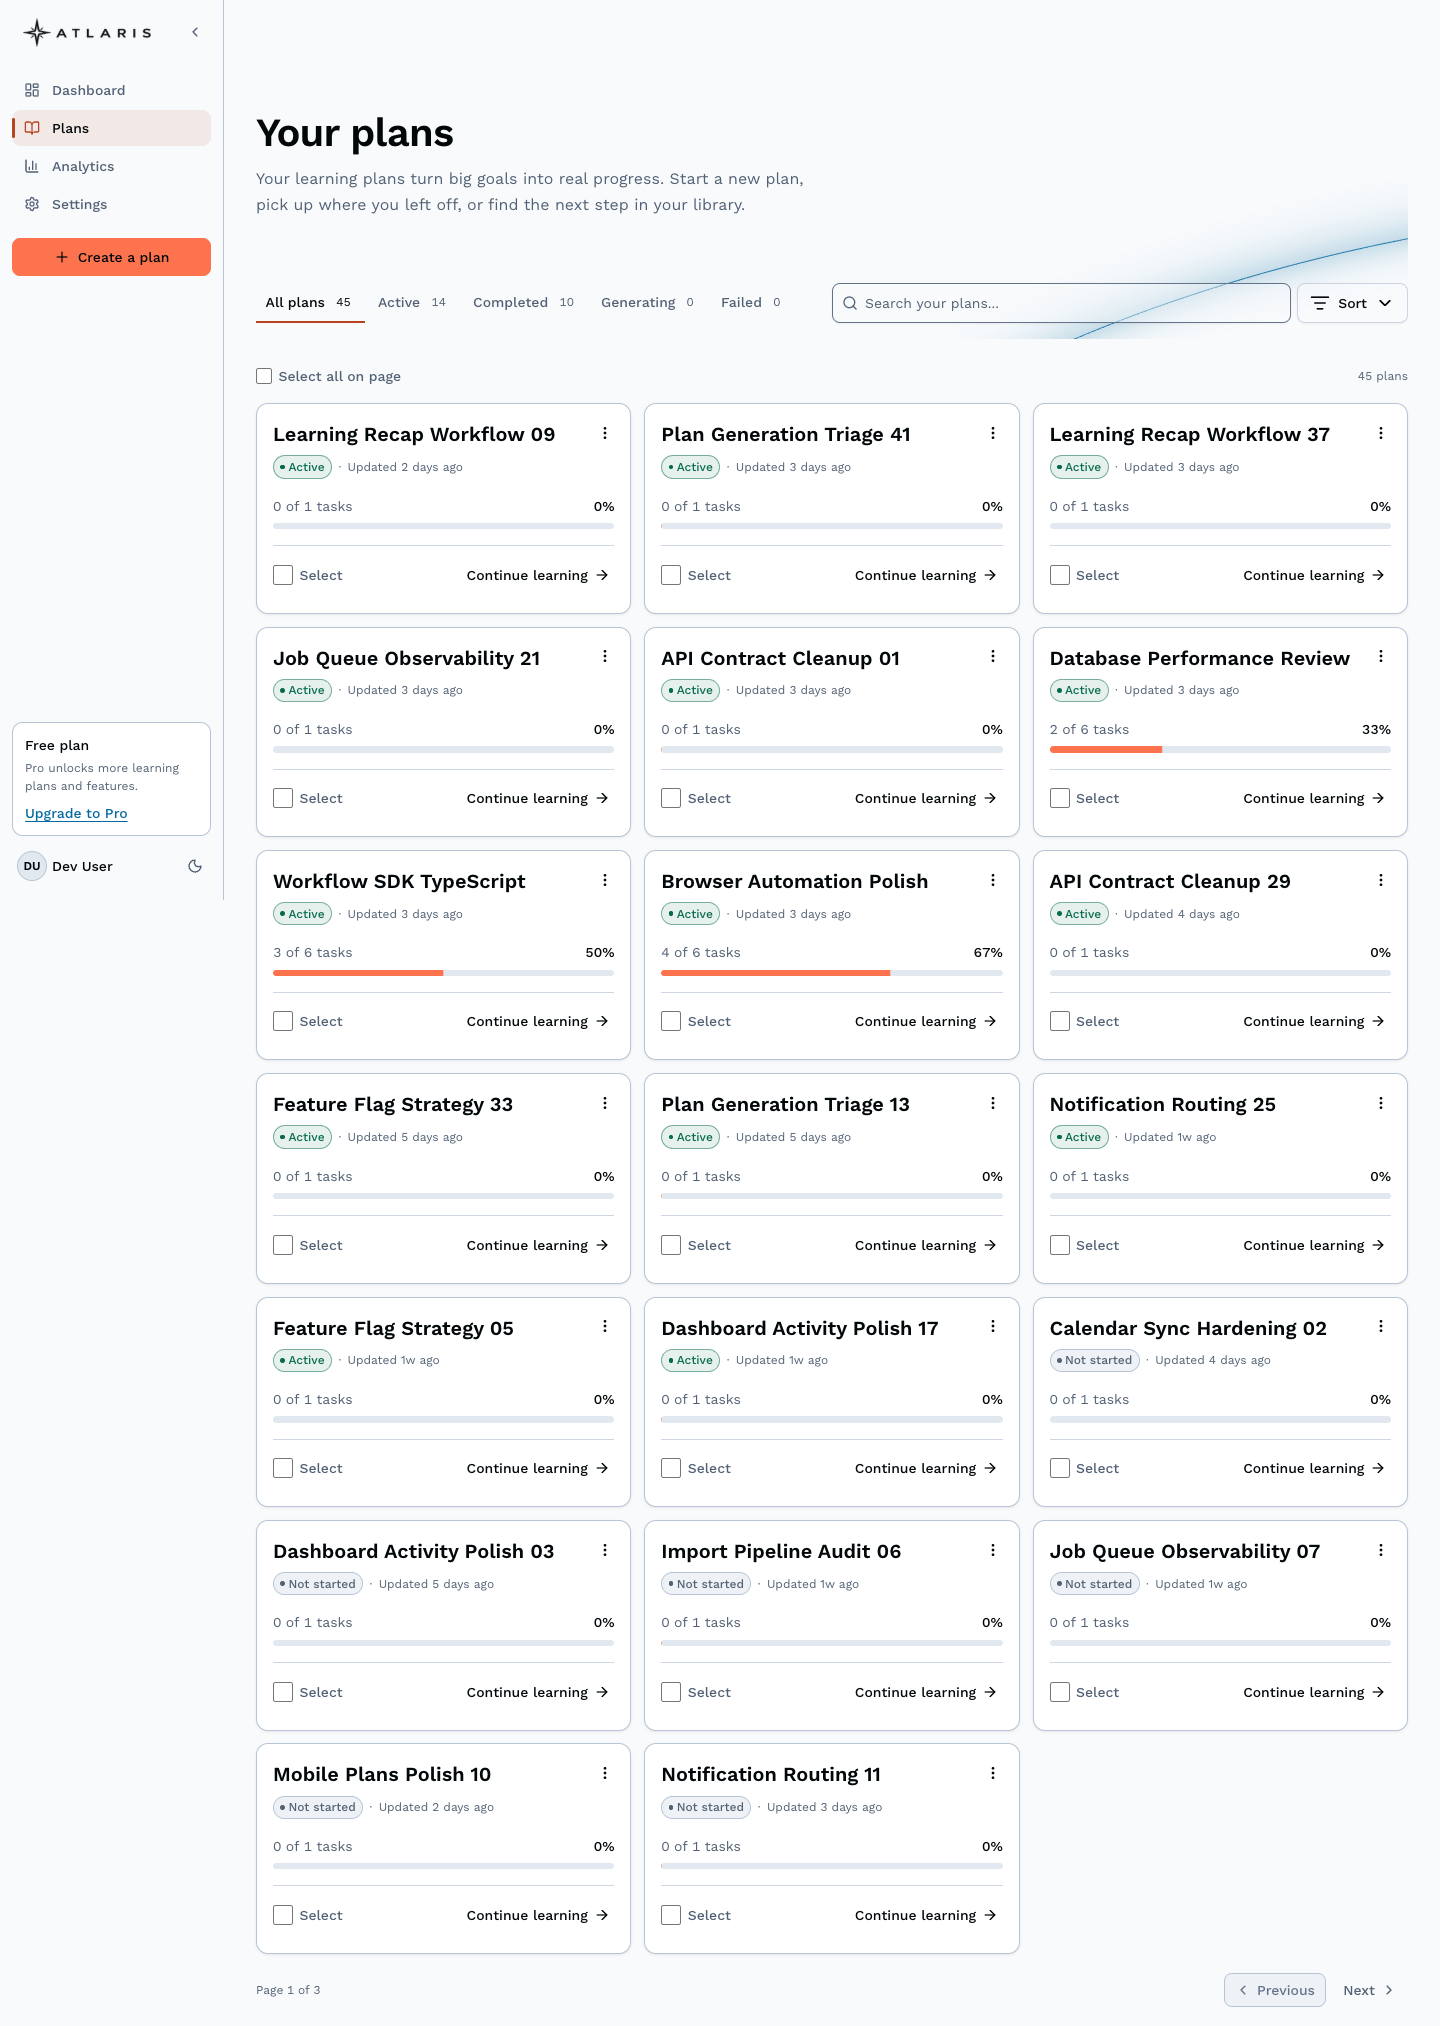 ATLARIS
Dashboard
Plans
Analytics
Settings
Create a plan
Free plan
Pro unlocks more learning
plans and features.
Upgrade to Pro
DU Dev User
Your plans
Your learning plans turn big goals into real progress. Start a new plan,
pick up where you left off, or find the next step in your library.
All plans 45 Active 14 Completed 10 Generating 0 Failed 0 Search your plans... Sort
Select all on page 45 plans
Learning Recap Workflow 09
Active · Updated 2 days ago
0 of 1 tasks 0%
Select Continue learning
Plan Generation Triage 41
Active · Updated 3 days ago
0 of 1 tasks 0%
Select Continue learning
Learning Recap Workflow 37
Active · Updated 3 days ago
0 of 1 tasks 0%
Select Continue learning
Job Queue Observability 21
Active · Updated 3 days ago
0 of 1 tasks 0%
Select Continue learning
API Contract Cleanup 01
Active · Updated 3 days ago
0 of 1 tasks 0%
Select Continue learning
Database Performance Review
Active · Updated 3 days ago
2 of 6 tasks 33%
Select Continue learning
Workflow SDK TypeScript
Active · Updated 3 days ago
3 of 6 tasks 50%
Select Continue learning
Browser Automation Polish
Active · Updated 3 days ago
4 of 6 tasks 67%
Select Continue learning
API Contract Cleanup 29
Active · Updated 4 days ago
0 of 1 tasks 0%
Select Continue learning
Feature Flag Strategy 33
Active · Updated 5 days ago
0 of 1 tasks 0%
Select Continue learning
Plan Generation Triage 13
Active · Updated 5 days ago
0 of 1 tasks 0%
Select Continue learning
Notification Routing 25
Active · Updated 1w ago
0 of 1 tasks 0%
Select Continue learning
Feature Flag Strategy 05
Active · Updated 1w ago
0 of 1 tasks 0%
Select Continue learning
Dashboard Activity Polish 17
Active · Updated 1w ago
0 of 1 tasks 0%
Select Continue learning
Calendar Sync Hardening 02
Not started · Updated 4 days ago
0 of 1 tasks 0%
Select Continue learning
Dashboard Activity Polish 03
Not started · Updated 5 days ago
0 of 1 tasks 0%
Select Continue learning
Import Pipeline Audit 06
Not started · Updated 1w ago
0 of 1 tasks 0%
Select Continue learning
Job Queue Observability 07
Not started · Updated 1w ago
0 of 1 tasks 0%
Select Continue learning
Mobile Plans Polish 10
Not started · Updated 2 days ago
0 of 1 tasks 0%
Select Continue learning
Notification Routing 11
Not started · Updated 3 days ago
0 of 1 tasks 0%
Select Continue learning
Page 1 of 3 Previous Next